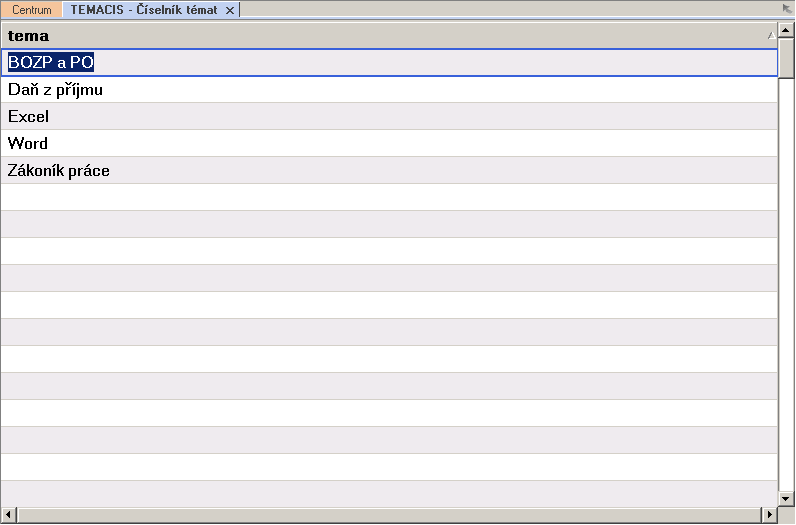 Centrum TEMACIS - Číselník témat
tema
BOZP a PO
Daň z příjmu
Excel
Word
Zákoník práce